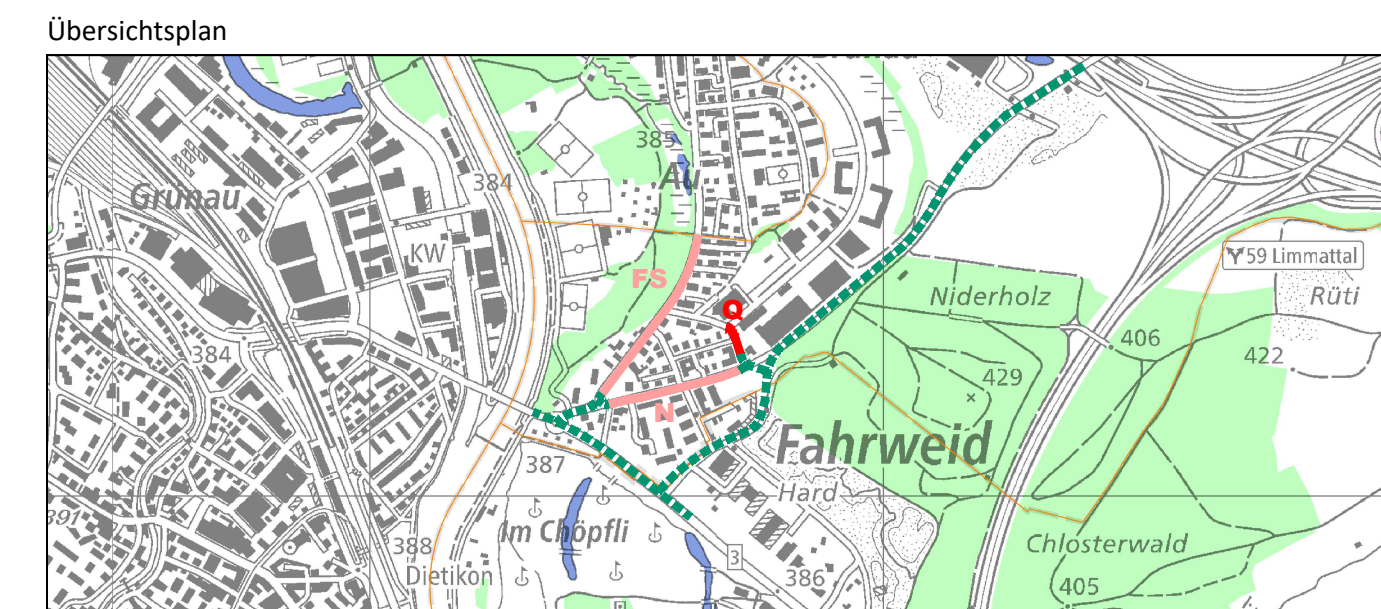 Übersichtsplan
385
Au
384
Grünau
KW
FS
59 Limmattal
Niderholz
Rüti
Q
406
384
422
429
N
Fahrweid
387
Hard
391
Im Chöpfli
388
3
Chlosterwald
Dietikon
386
405